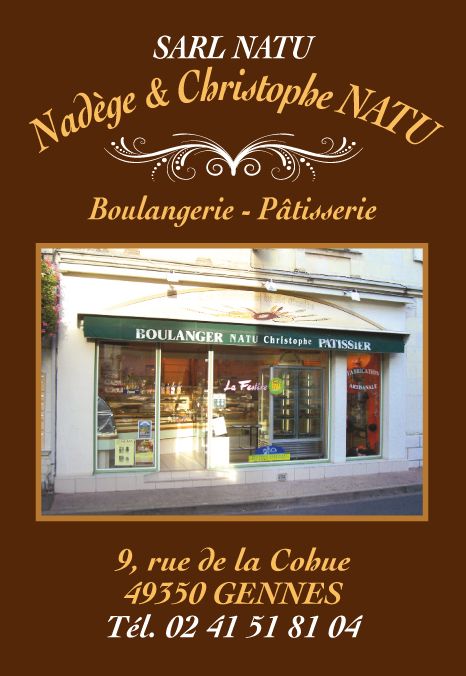 SARL NATU
Nadège & Christophe NATU
Boulangerie - Pâtisserie
BOULANGER NATU Christophe PATISSIER
La Festive
FABRICATION
ARTISANALE
9, rue de la Cohue
49350 GENNES
Tél. 02 41 51 81 04